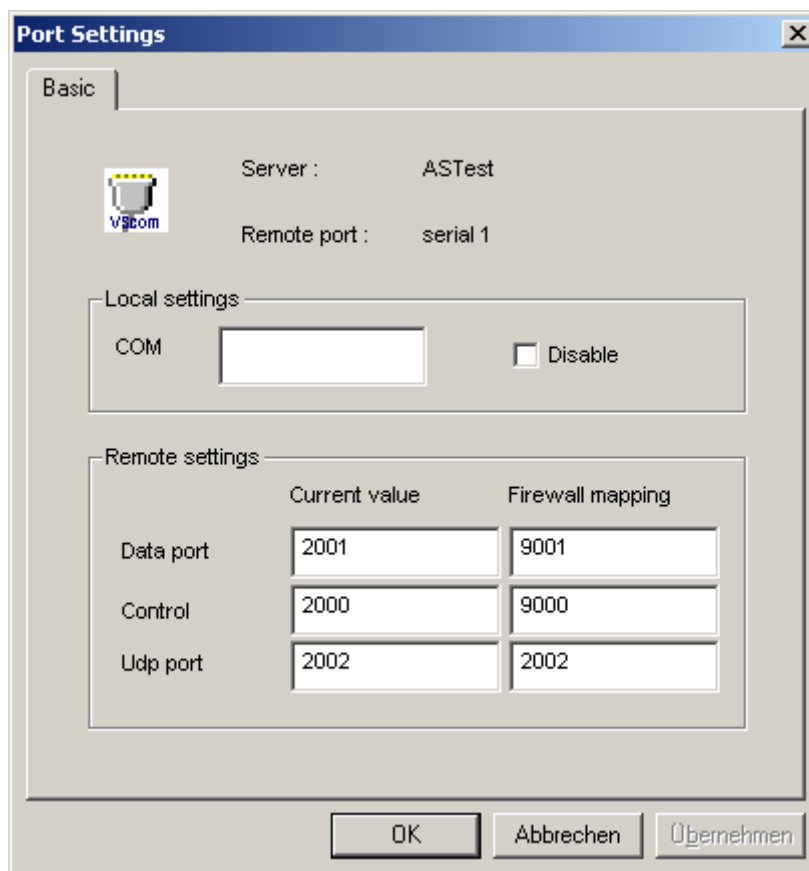 Port Settings
Basic
VScom
Server : ASTest
Remote port : serial 1
Local settings
COM
Disable
Remote settings
Current value Firewall mapping
Data port 2001 9001
Control 2000 9000
Udp port 2002 2002
OK Abbrechen Übernehmen